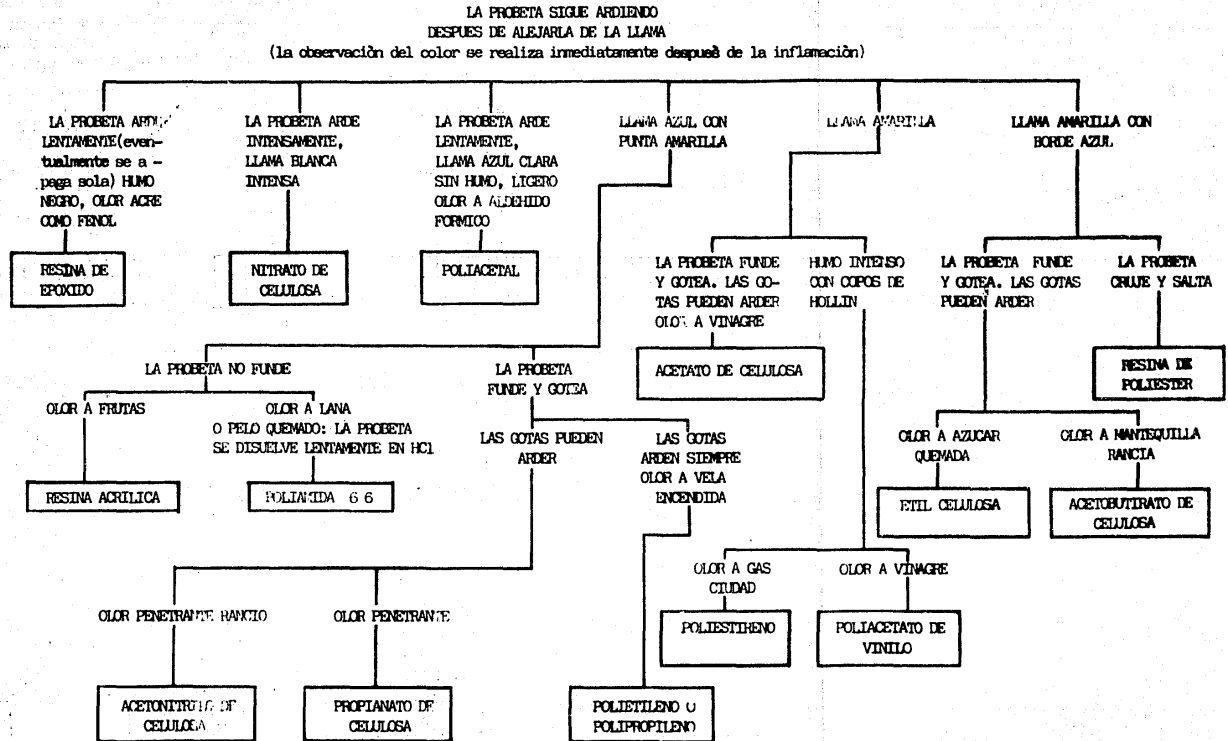 LA PROBETA SIGUE ARDIENDO
DESPUES DE ALEJARLA DE LA LLAMA
(la observaciòn del color se realiza inmediatamente despuès de la inflamaciòn)
LA PROBETA ARDE
LENTAMENTE(even-
tualmente se a -
paga sola) HUMO
NEGRO, OLOR ACRE
COMO FENOL
RESINA DE
EPOXIDO
LA PROBETA ARDE
INTENSAMENTE,
LLAMA BLANCA
INTENSA
NITRATO DE
CELULOSA
LA PROBETA ARDE
LENTAMENTE,
LLAMA AZUL CLARA
SIN HUMO, LIGERO
OLOR A ALDEHIDO
FORMICO
POLIACETAL
LLAMA AZUL CON
PUNTA AMARILLA
LLAMA AMARILLA
LLAMA AMARILLA CON
BORDE AZUL
LA PROBETA FUNDE
Y GOTEA. LAS GO-
TAS PUEDEN ARDER
OLOR A VINAGRE
ACETATO DE CELULOSA
HUMO INTENSO
CON COPOS DE
HOLLIN
LA PROBETA FUNDE
Y GOTEA. LAS GOTAS
PUEDEN ARDER
LA PROBETA
CRUJE Y SALTA
RESINA DE
POLIESTER
LA PROBETA NO FUNDE
LA PROBETA
FUNDE Y GOTEA
OLOR A FRUTAS
RESINA ACRILICA
OLOR A LANA
O PELO QUEMADO: LA PROBETA
SE DISUELVE LENTAMENTE EN HCl
POLIAMIDA 6 6
LAS GOTAS PUEDEN
ARDER
LAS GOTAS
ARDEN SIEMPRE
OLOR A VELA
ENCENDIDA
OLOR A AZUCAR
QUEMADA
ETIL CELULOSA
OLOR A MANTEQUILLA
RANCIA
ACETOBUTIRATO DE
CELULOSA
OLOR A GAS
CIUDAD
POLIESTIRENO
OLOR A VINAGRE
POLIACETATO DE
VINILO
OLOR PENETRANTE RANCIO
ACETONITRATO DE
CELULOSA
OLOR PENETRANTE
PROPIANATO DE
CELULOSA
POLIETILENO U
POLIPROPILENO